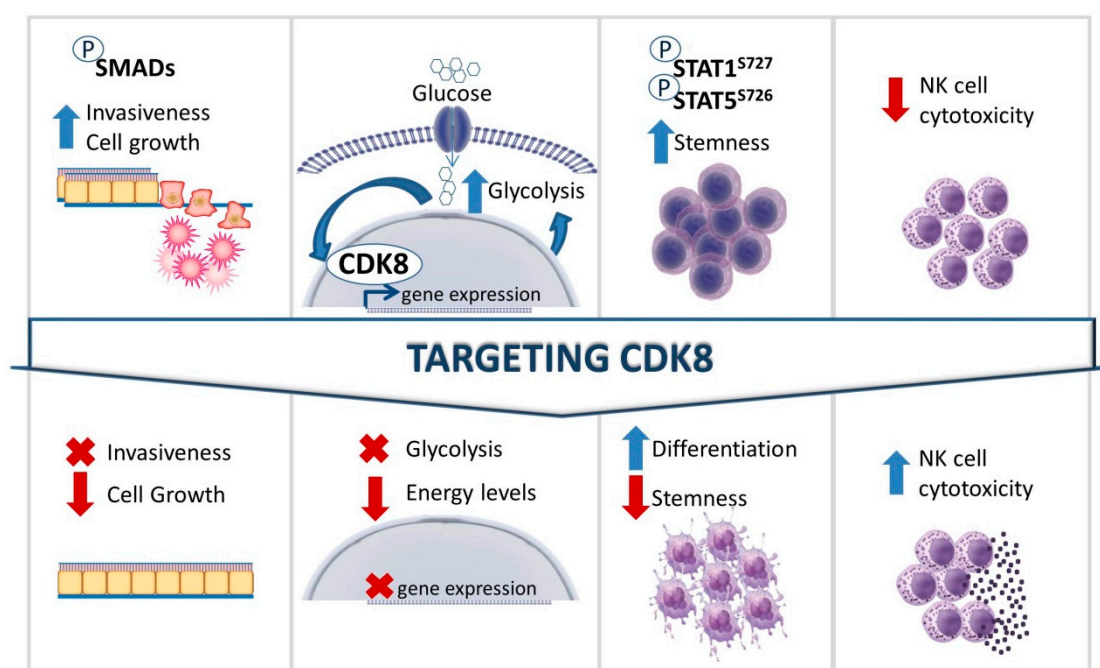 P
SMADs
Invasiveness
Cell growth
Glucose
Glycolysis
CDK8
gene expression
P
STAT1S727
P
STAT5S726
Stemness
NK cell
cytotoxicity
TARGETING CDK8
Invasiveness
Cell Growth
Glycolysis
Energy levels
gene expression
Differentiation
Stemness
NK cell
cytotoxicity